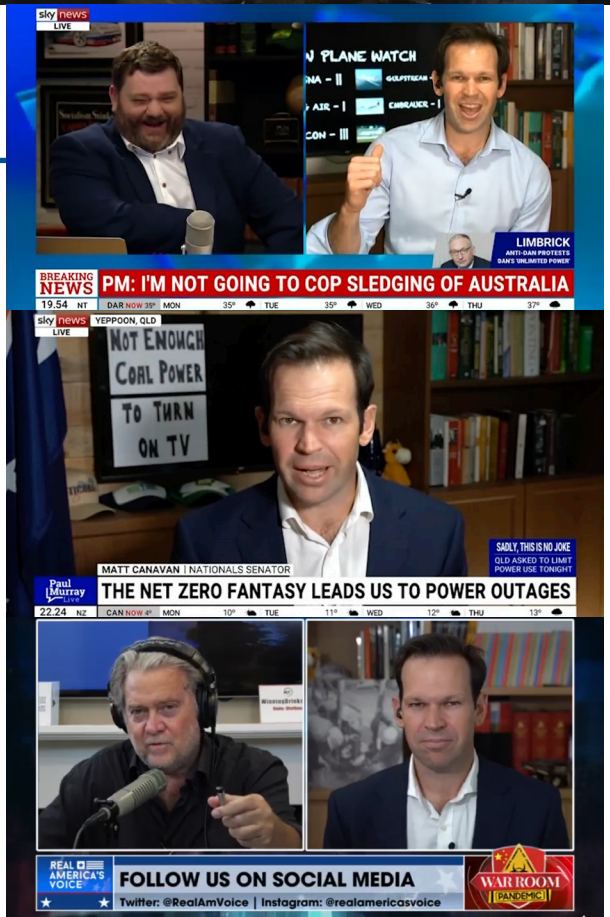 sky news
LIVE
Socialism Sucks
N PLANE WATCH
SNA - II
GULFSTREAM
AIR - I
EMBRAUER - I
CON - III
LIMBRICK
ANTI-DAN PROTESTS
DAN'S 'UNLIMITED POWER'
BREAKING
NEWS
PM: I'M NOT GOING TO COP SLEDGING OF AUSTRALIA
19.54 NT DAR NOW 35° MON 35° TUE 35° WED 36° THU 37°
sky news YEPPOON, QLD
LIVE
NOT ENOUGH
COAL POWER
TO TURN
ON TV
SADLY, THIS IS NO JOKE
QLD ASKED TO LIMIT
POWER USE TONIGHT
MATT CANAVAN | NATIONALS SENATOR
Paul
Murray
Live
THE NET ZERO FANTASY LEADS US TO POWER OUTAGES
22.24 NZ CAN NOW 4° MON 10° TUE 11° WED 12° THU 13°
REAL
AMERICA'S
VOICE
FOLLOW US ON SOCIAL MEDIA
Twitter: @RealAmVoice | Instagram: @realamericasvoice
WAR ROOM
PANDEMIC